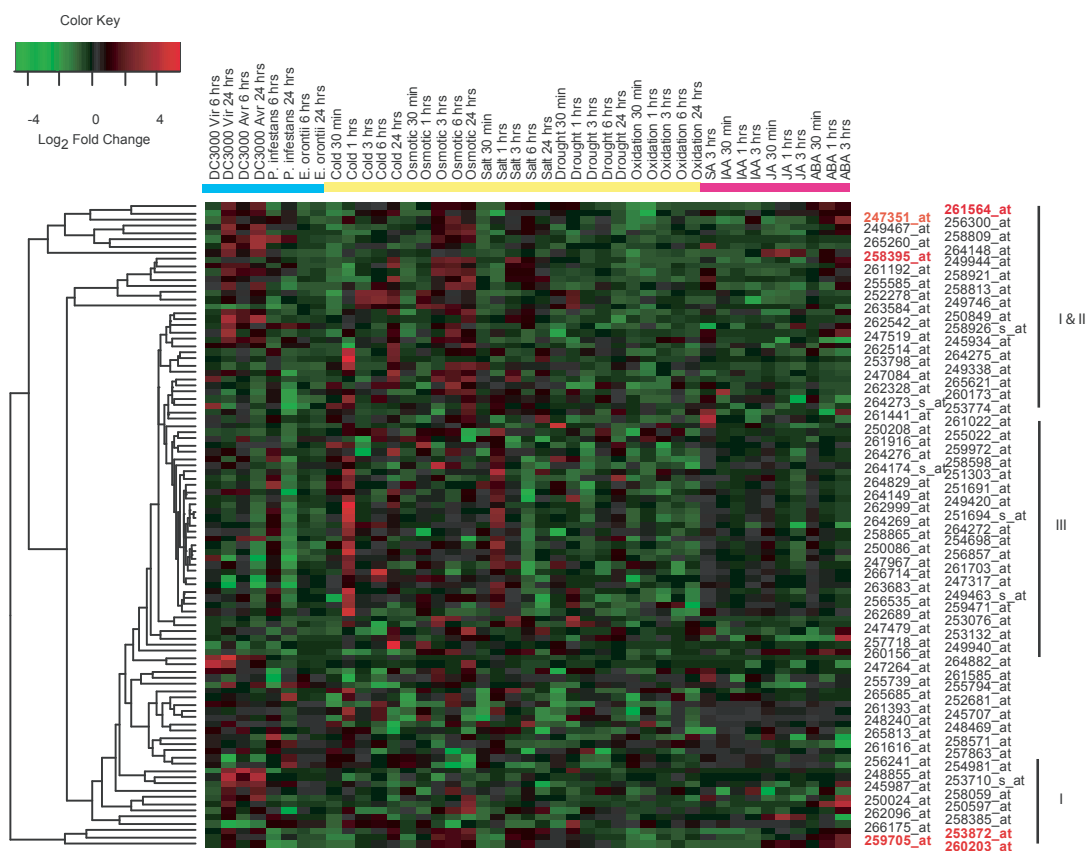 Color Key
-4 0 4
Log2 Fold Change
DC3000 Vir 6 hrs
DC3000 Vir 24 hrs
DC3000 Avr 6 hrs
DC3000 Avr 24 hrs
P. infestans 6 hrs
P. infestans 24 hrs
E. orontii 6 hrs
E. orontii 24 hrs
Cold 30 min
Cold 1 hrs
Cold 3 hrs
Cold 6 hrs
Cold 24 hrs
Osmotic 30 min
Osmotic 1 hrs
Osmotic 3 hrs
Osmotic 6 hrs
Osmotic 24 hrs
Salt 30 min
Salt 1 hrs
Salt 3 hrs
Salt 6 hrs
Salt 24 hrs
Drought 30 min
Drought 1 hrs
Drought 3 hrs
Drought 6 hrs
Drought 24 hrs
Oxidation 30 min
Oxidation 1 hrs
Oxidation 3 hrs
Oxidation 6 hrs
Oxidation 24 hrs
SA 3 hrs
IAA 30 min
IAA 1 hrs
IAA 3 hrs
JA 30 min
JA 1 hrs
JA 3 hrs
ABA 30 min
ABA 1 hrs
ABA 3 hrs
247351_at
249467_at
265260_at
258395_at
261192_at
255585_at
252278_at
263584_at
262542_at
247519_at
262514_at
253798_at
247084_at
262328_at
264273_s_at
261441_at
250208_at
261916_at
264276_at
264174_s_at
264829_at
264149_at
262999_at
264269_at
258865_at
250086_at
247967_at
266714_at
263683_at
256535_at
262689_at
247479_at
257718_at
260156_at
247264_at
255739_at
265685_at
261393_at
248240_at
265813_at
261616_at
256241_at
248855_at
245987_at
250024_at
262096_at
266175_at
259705_at
261564_at
256300_at
258809_at
264148_at
249944_at
258921_at
258813_at
249746_at
250849_at
258926_s_at
245934_at
264275_at
249338_at
265621_at
260173_at
253774_at
261022_at
255022_at
259972_at
258598_at
251303_at
251691_at
249420_at
251694_s_at
264272_at
254698_at
256857_at
261703_at
247317_at
249463_s_at
259471_at
253076_at
253132_at
249940_at
264882_at
261585_at
255794_at
252681_at
245707_at
248469_at
258571_at
257863_at
254981_at
253710_s_at
258059_at
250597_at
258385_at
253872_at
260203_at
I & II
III
I